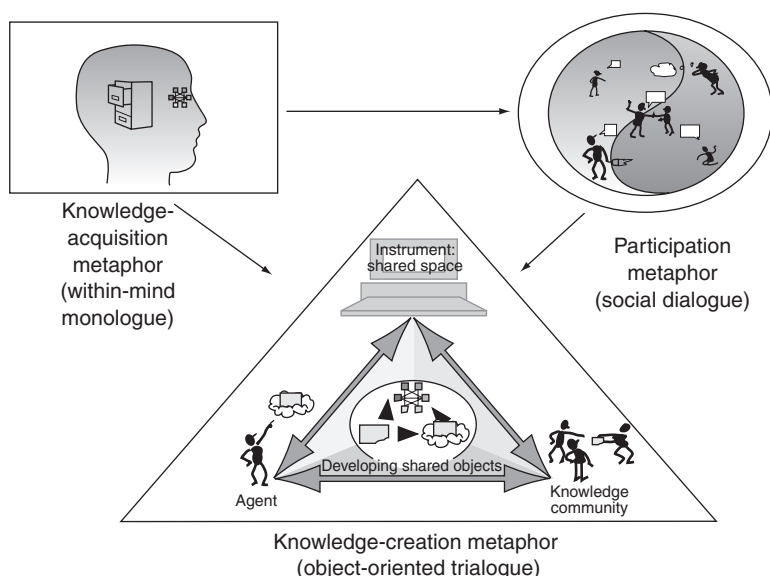 Knowledge-
acquisition
metaphor
(within-mind
monologue)
Participation
metaphor
(social dialogue)
Instrument:
shared space
Developing shared objects
Agent
Knowledge
community
Knowledge-creation metaphor
(object-oriented trialogue)